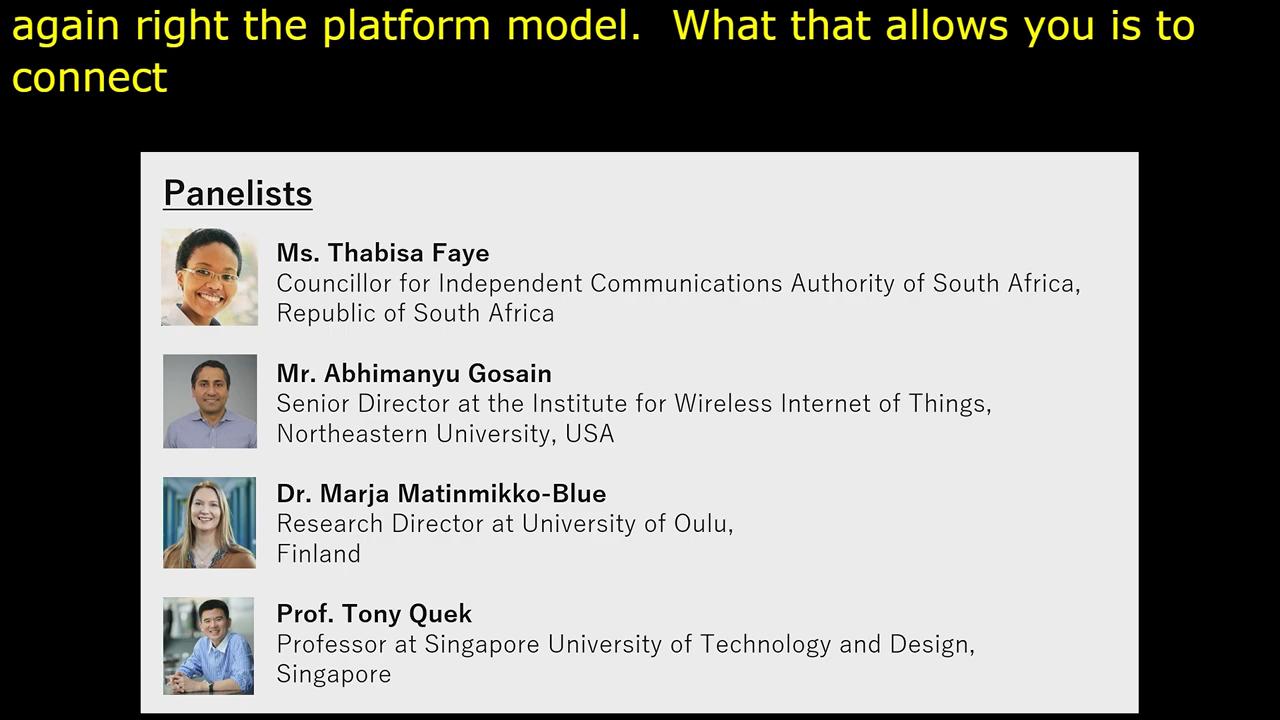 again right the platform model.  What that allows you is to
connect
Panelists
Ms. Thabisa Faye
Councillor for Independent Communications Authority of South Africa,
Republic of South Africa
Mr. Abhimanyu Gosain
Senior Director at the Institute for Wireless Internet of Things,
Northeastern University, USA
Dr. Marja Matinmikko-Blue
Research Director at University of Oulu,
Finland
Prof. Tony Quek
Professor at Singapore University of Technology and Design,
Singapore